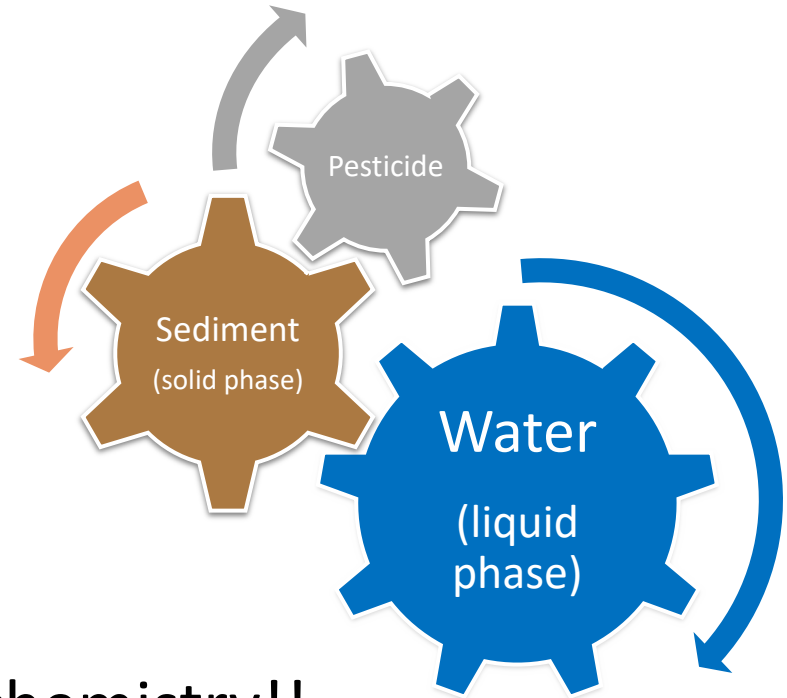 Pesticide
Sediment
(solid phase)
Water
(liquid
phase)